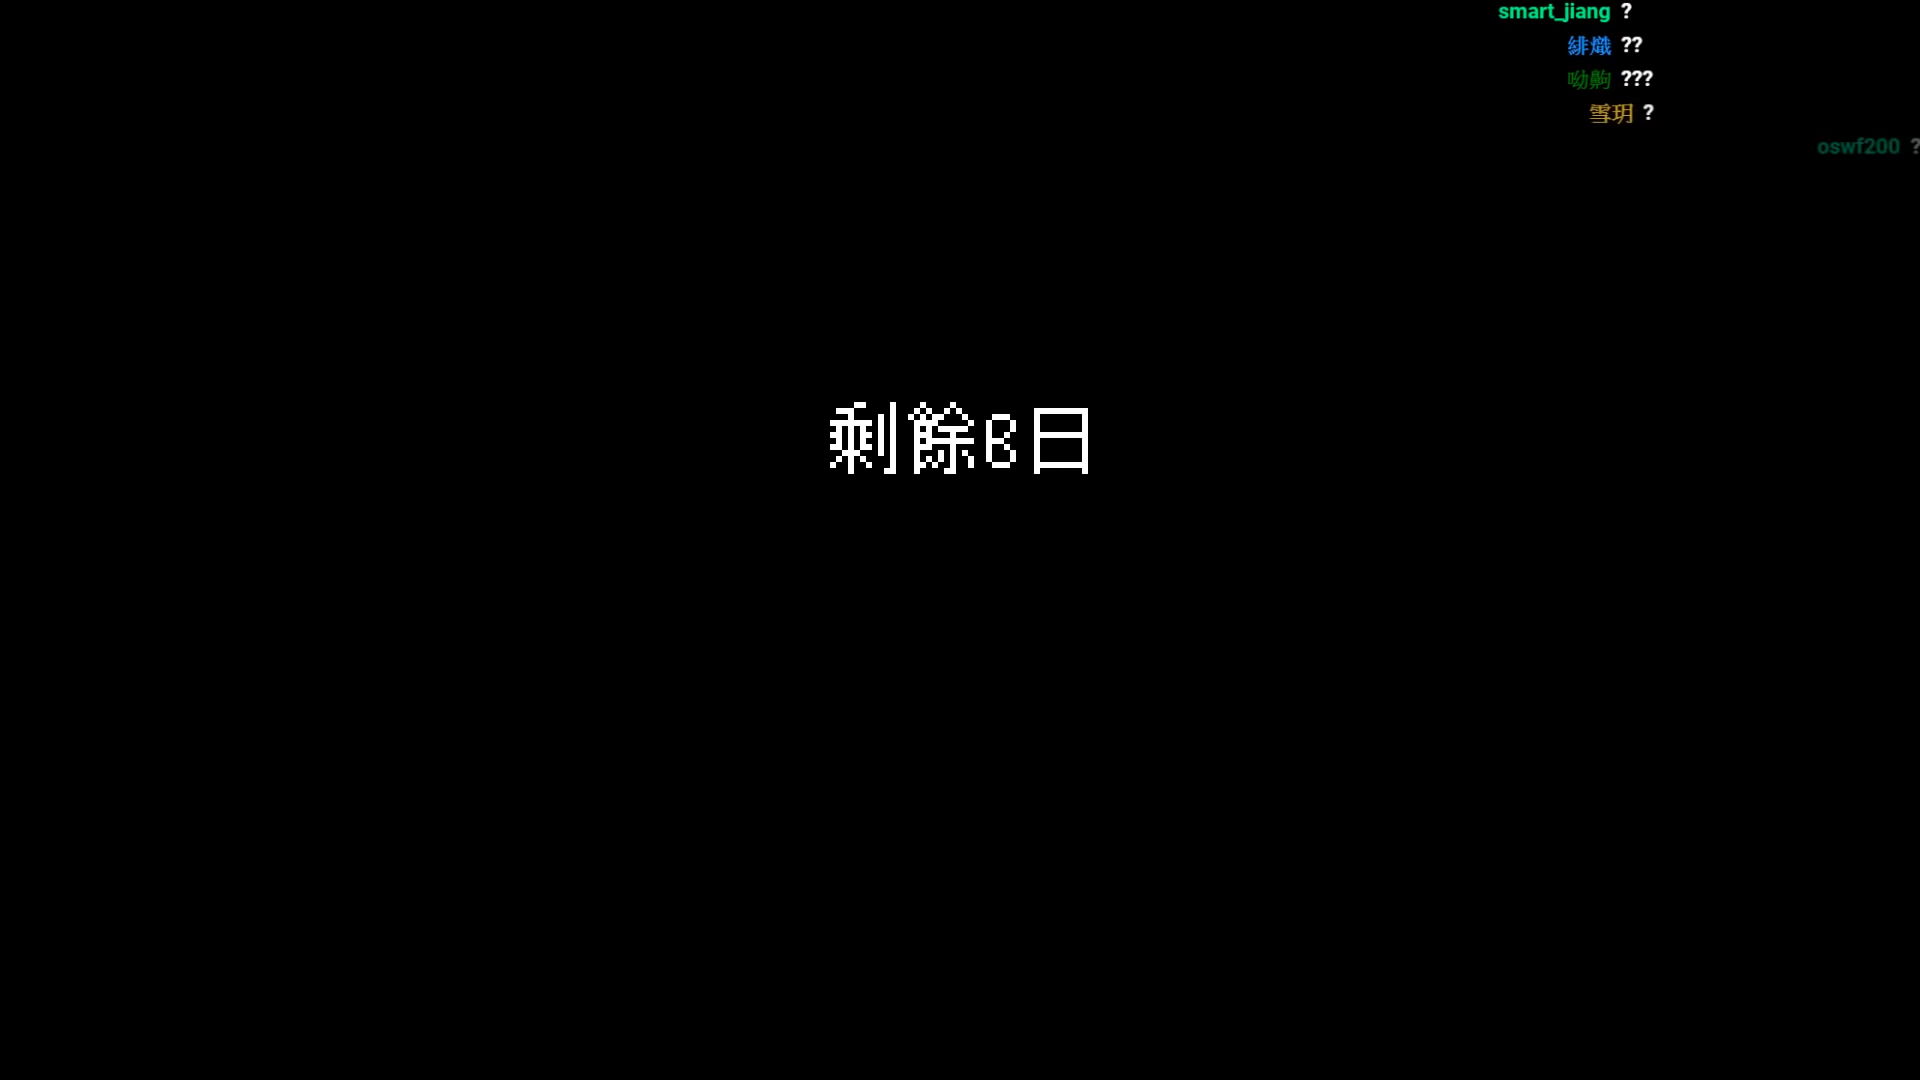 smart_jiang ?
緋熾 ??
呦齁 ???
雪玥 ?
oswf200 ?
剩餘8日